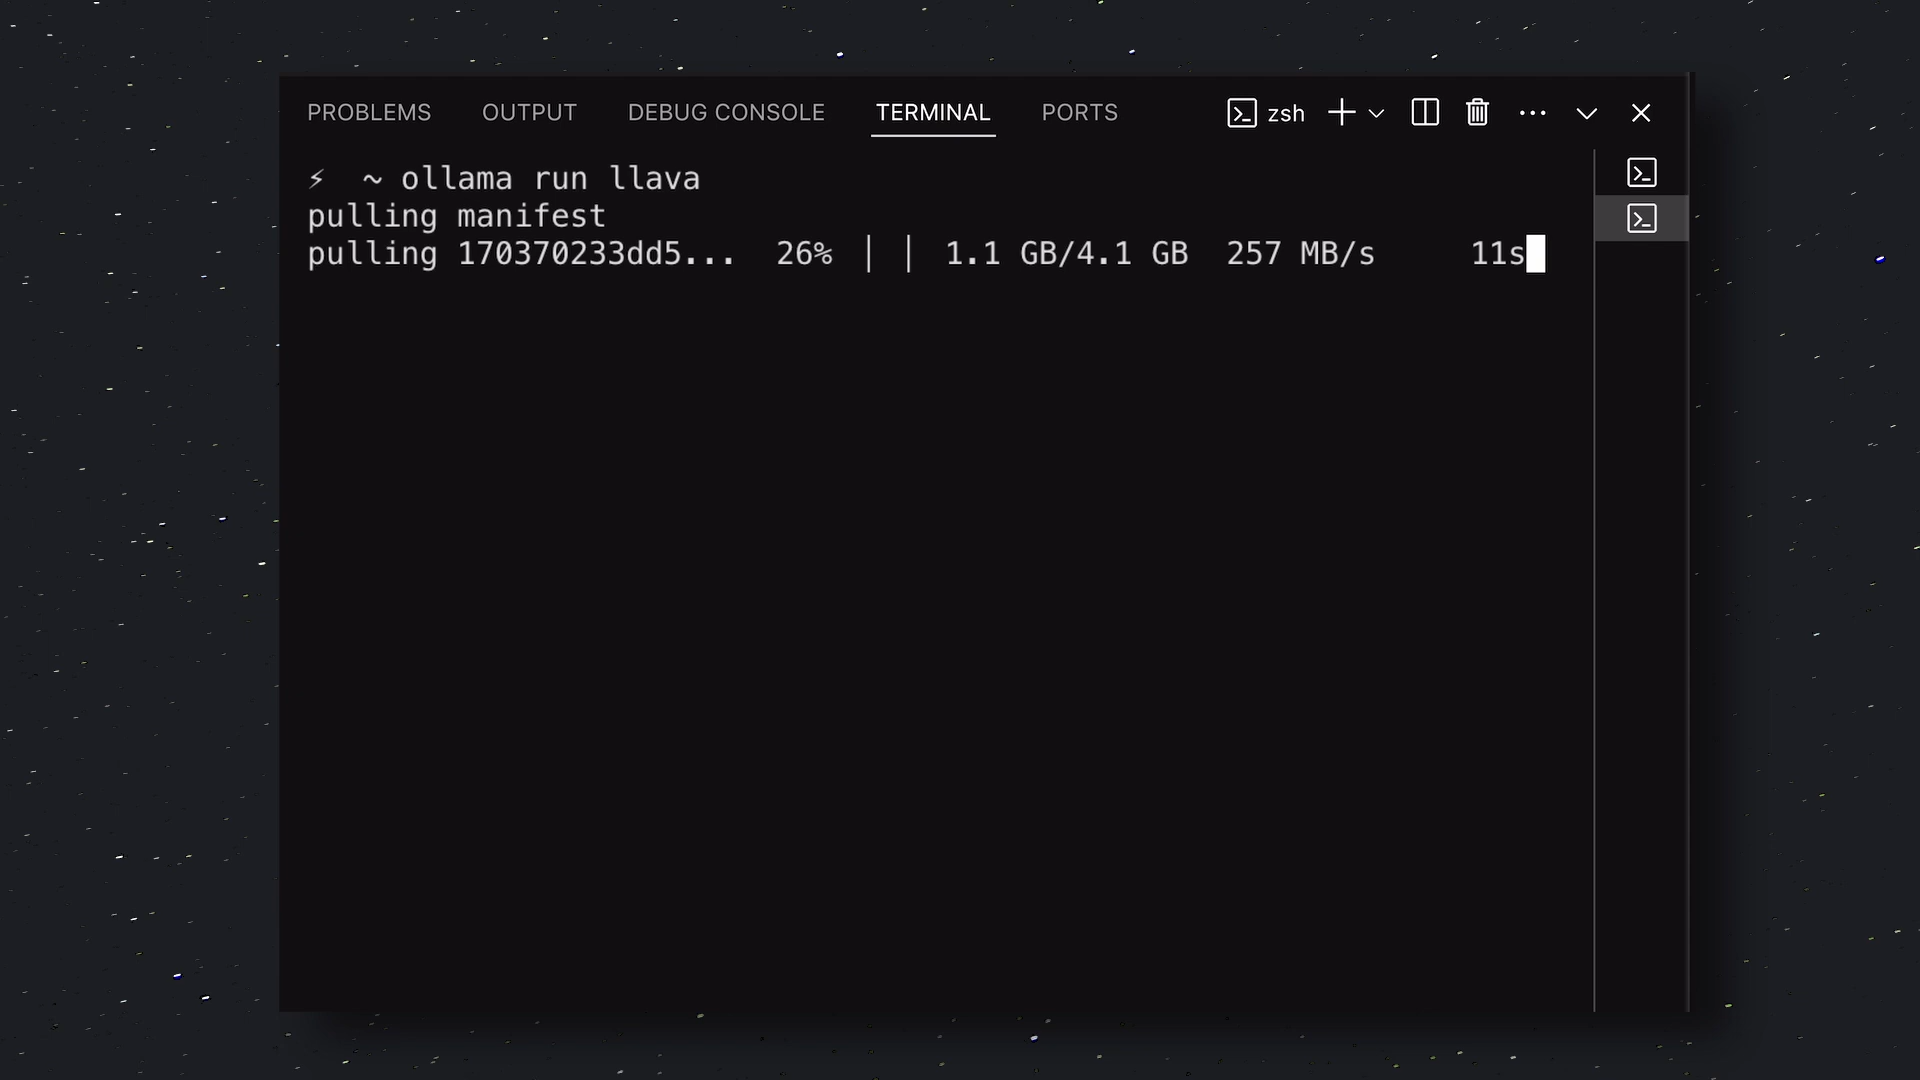 PROBLEMS OUTPUT DEBUG CONSOLE TERMINAL PORTS zsh
⚡ ~ ollama run llava
pulling manifest
pulling 170370233dd5... 26% | | 1.1 GB/4.1 GB 257 MB/s 11s